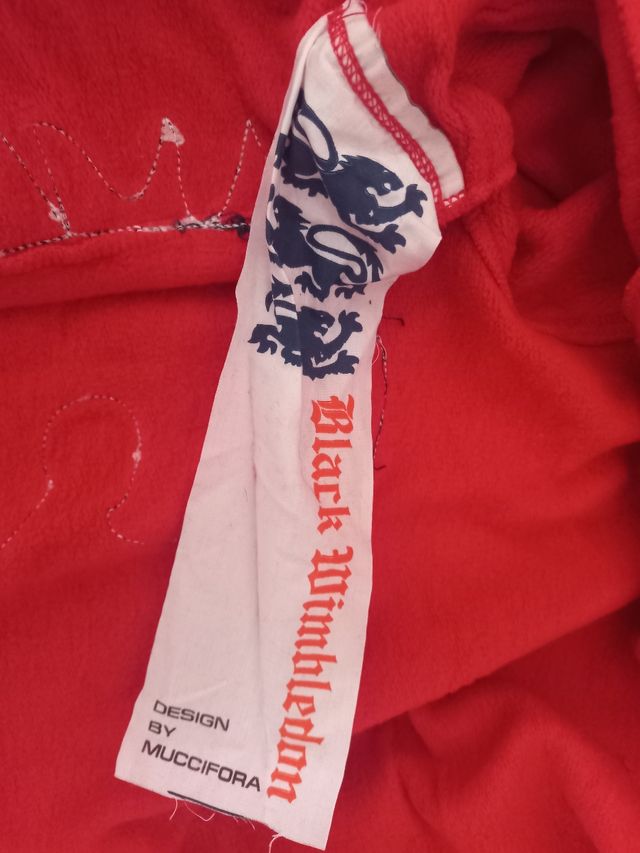 Black Wimbledon
DESIGN
BY
MUCCIFORA